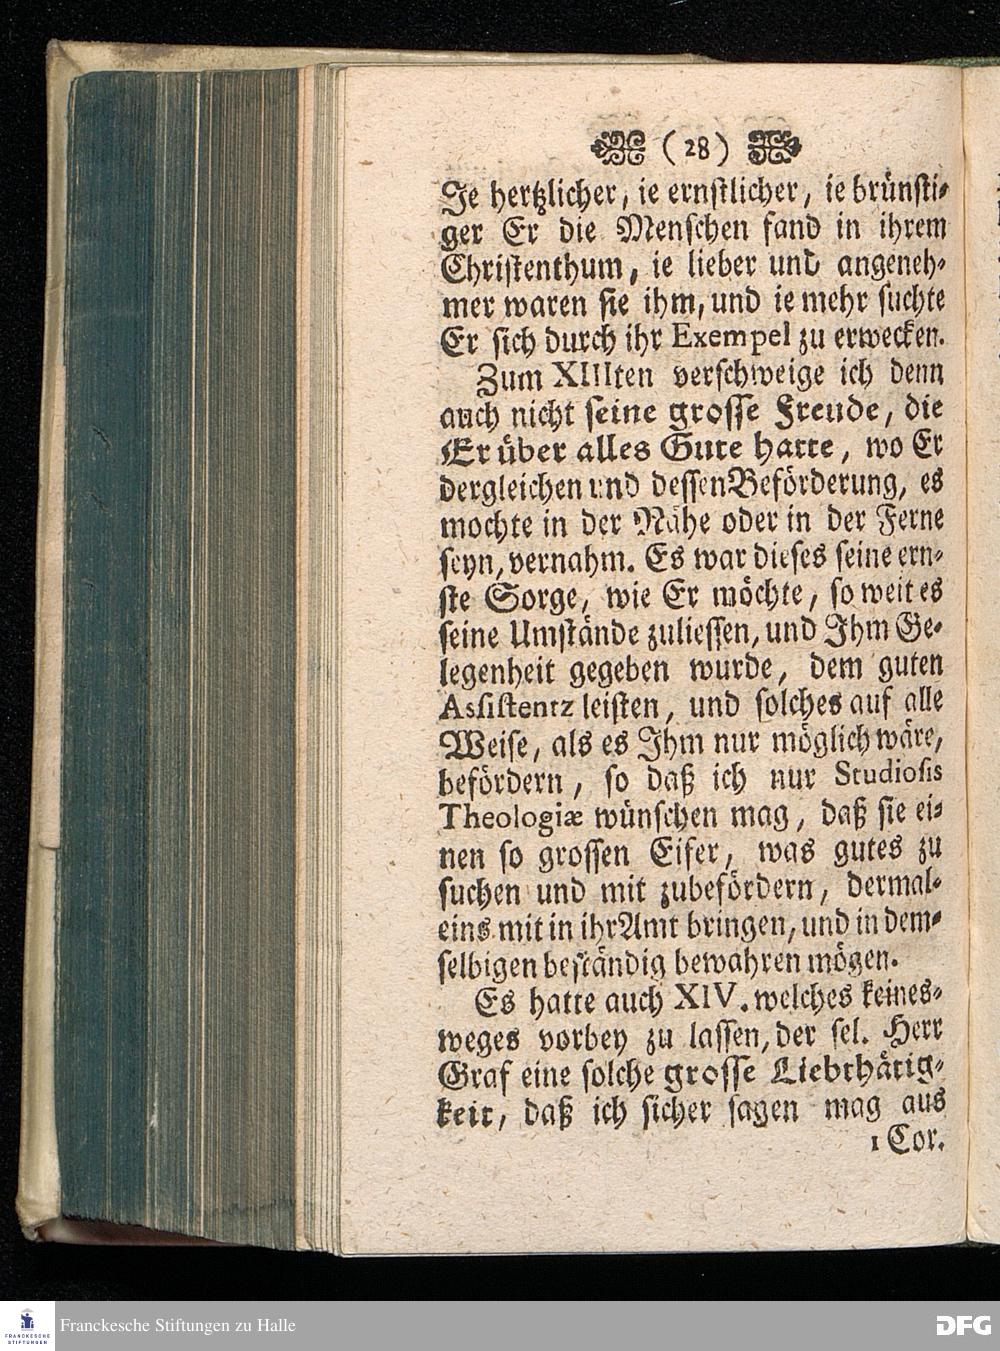 (28)
Je hertzlicher, ie ernstlicher, ie brünsti-
ger Er die Menschen fand in ihrem
Christenthum, ie lieber und angeneh-
mer waren sie ihm, und ie mehr suchte
Er sich durch ihr Exempel zu erwecken.
Zum XIIIten verschweige ich denn
auch nicht seine grosse Freude, die
Er über alles Gute hatte, wo Er
dergleichen und dessen Beförderung, es
mochte in der Nähe oder in der Ferne
seyn, vernahm. Es war dieses seine ern-
ste Sorge, wie Er möchte, so weit es
seine Umstände zuliessen, und Jhm Ge-
legenheit gegeben wurde, dem guten
Assistentz leisten, und solches auf alle
Weise, als es Jhm nur möglich wäre,
befördern, so daß ich nur Studiosis
Theologiæ wünschen mag, daß sie ei-
nen so grossen Eifer, was gutes zu
suchen und mit zubefördern, dermal-
eins mit in ihr Amt bringen, und in dem-
selbigen beständig bewahren mögen.
Es hatte auch XIV. welches keines-
weges vorbey zu lassen, der sel. Herr
Graf eine solche grosse Liebthätig-
keit, daß ich sicher sagen mag aus
1 Cor.
FRANCKESCHE
STIFTUNGEN
Franckesche Stiftungen zu Halle
DFG